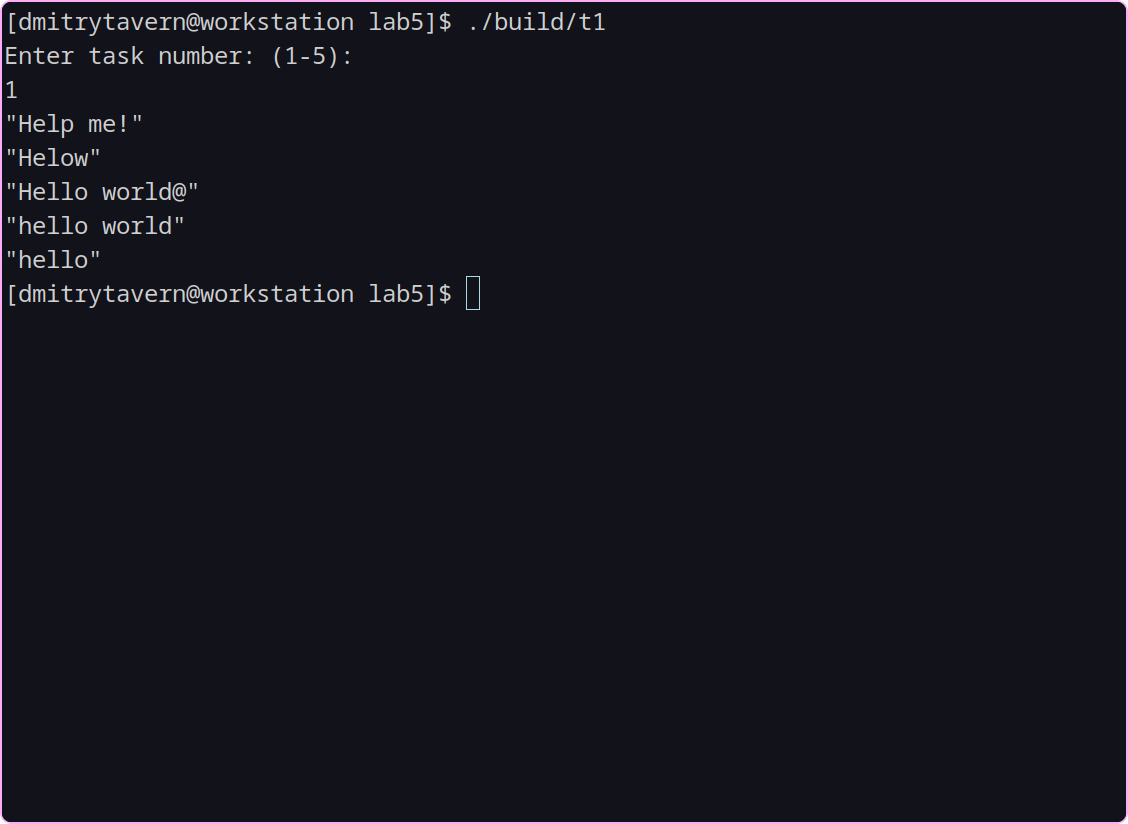 [dmitrytavern@workstation lab5]$ ./build/t1
Enter task number: (1-5):
1
"Help me!"
"Helow"
"Hello world@"
"hello world"
"hello"
[dmitrytavern@workstation lab5]$